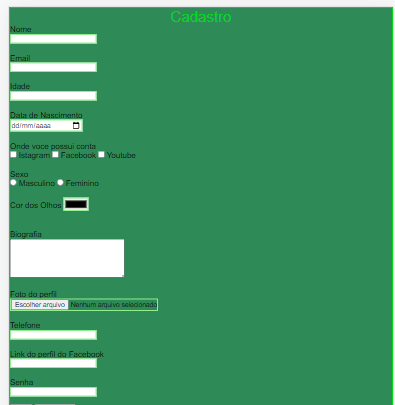 Cadastro
Nome
Email
Idade
Data de Nascimento
dd/mm/aaaa
Onde voce possui conta
Istagram Facebook Youtube
Sexo
Masculino Feminino
Cor dos Olhos
Biografia
Foto do perfil
Escolher arquivo Nenhum arquivo selecionado
Telefone
Link do perfil do Facebook
Senha